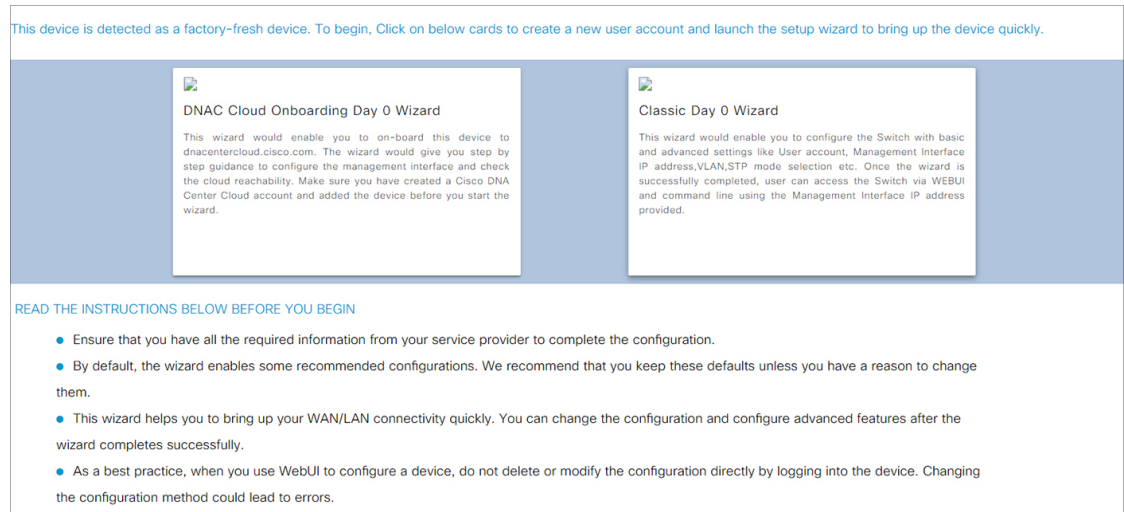 This device is detected as a factory-fresh device. To begin, Click on below cards to create a new user account and launch the setup wizard to bring up the device quickly.
DNAC Cloud Onboarding Day 0 Wizard
This wizard would enable you to on-board this device to
dnacentercloud.cisco.com. The wizard would give you step by
step guidance to configure the management interface and check
the cloud reachability. Make sure you have created a Cisco DNA
Center Cloud account and added the device before you start the
wizard.
Classic Day 0 Wizard
This wizard would enable you to configure the Switch with basic
and advanced settings like User account, Management Interface
IP address,VLAN,STP mode selection etc. Once the wizard is
successfully completed, user can access the Switch via WEBUI
and command line using the Management Interface IP address
provided.
READ THE INSTRUCTIONS BELOW BEFORE YOU BEGIN
● Ensure that you have all the required information from your service provider to complete the configuration.
● By default, the wizard enables some recommended configurations. We recommend that you keep these defaults unless you have a reason to change
them.
● This wizard helps you to bring up your WAN/LAN connectivity quickly. You can change the configuration and configure advanced features after the
wizard completes successfully.
● As a best practice, when you use WebUI to configure a device, do not delete or modify the configuration directly by logging into the device. Changing
the configuration method could lead to errors.